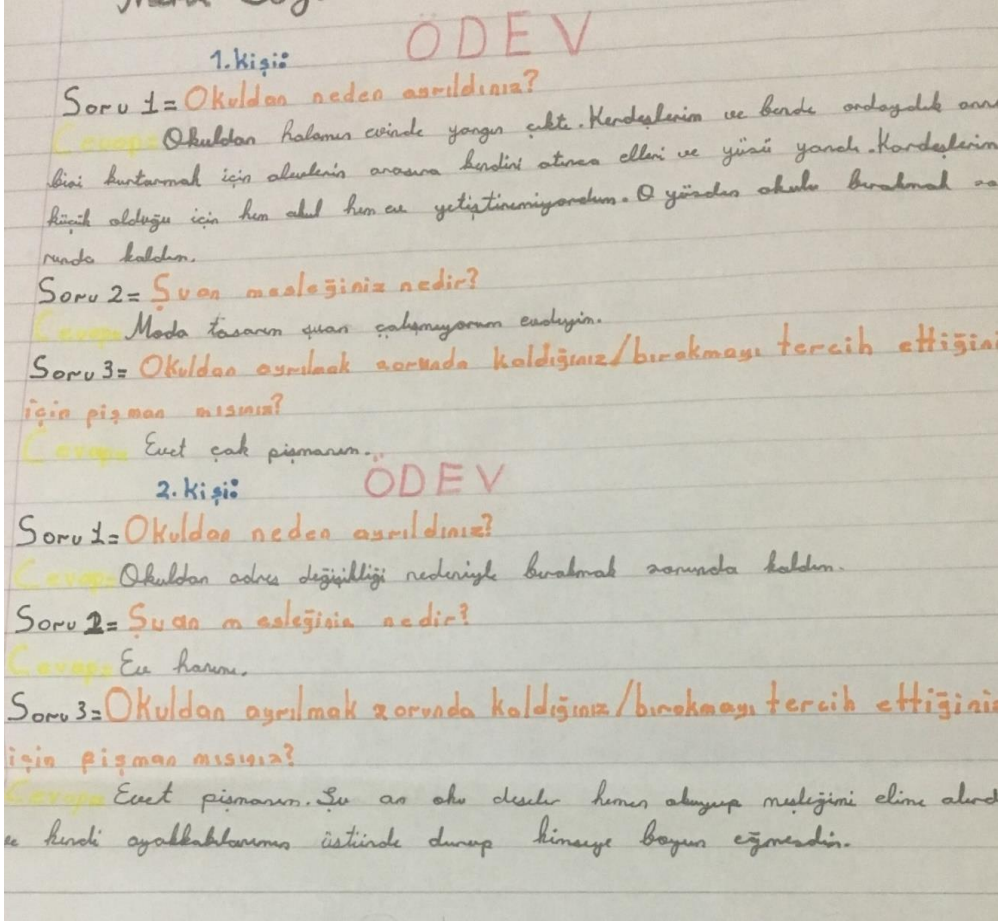 ÖDEV
1. kişi:
Soru 1= Okuldan neden ayrıldınız?
Cevap= Okuldan halamın evinde yangın çıktı. Kardeşlerim ve bende ordaydık ann
bizi kurtarmak için alevlerin arasına kendini atınca elleri ve yüzü yandı. Kardeşlerim
küçük olduğu için hem okul hem ev yetiştiremiyordum. O yüzden okulu bırakmak zo
runda kaldım.
Soru 2= Şuan mesleğiniz nedir?
Cevap= Moda tasarım şuan çalışmıyorum evdeyim.
Soru 3= Okuldan ayrılmak zorunda kaldığınız/bırakmayı tercih ettiğini
için pişman mısınız?
Cevap= Evet çok pişmanım.
2. kişi: ÖDEV
Soru 1= Okuldan neden ayrıldınız?
Cevap= Okuldan adres değişikliği nedeniyle bırakmak zorunda kaldım.
Soru 2= Şuan mesleğiniz nedir?
Cevap= Ev hanımı.
Soru 3= Okuldan ayrılmak zorunda kaldığınız/bırakmayı tercih ettiğiniz
için pişman mısınız?
Cevap= Evet pişmanım. Şu an oku deseler hemen okuyup mesleğimi elime alırd
ve kendi ayakkabılarımın üstünde durup kimseye boyun eğmezdim.